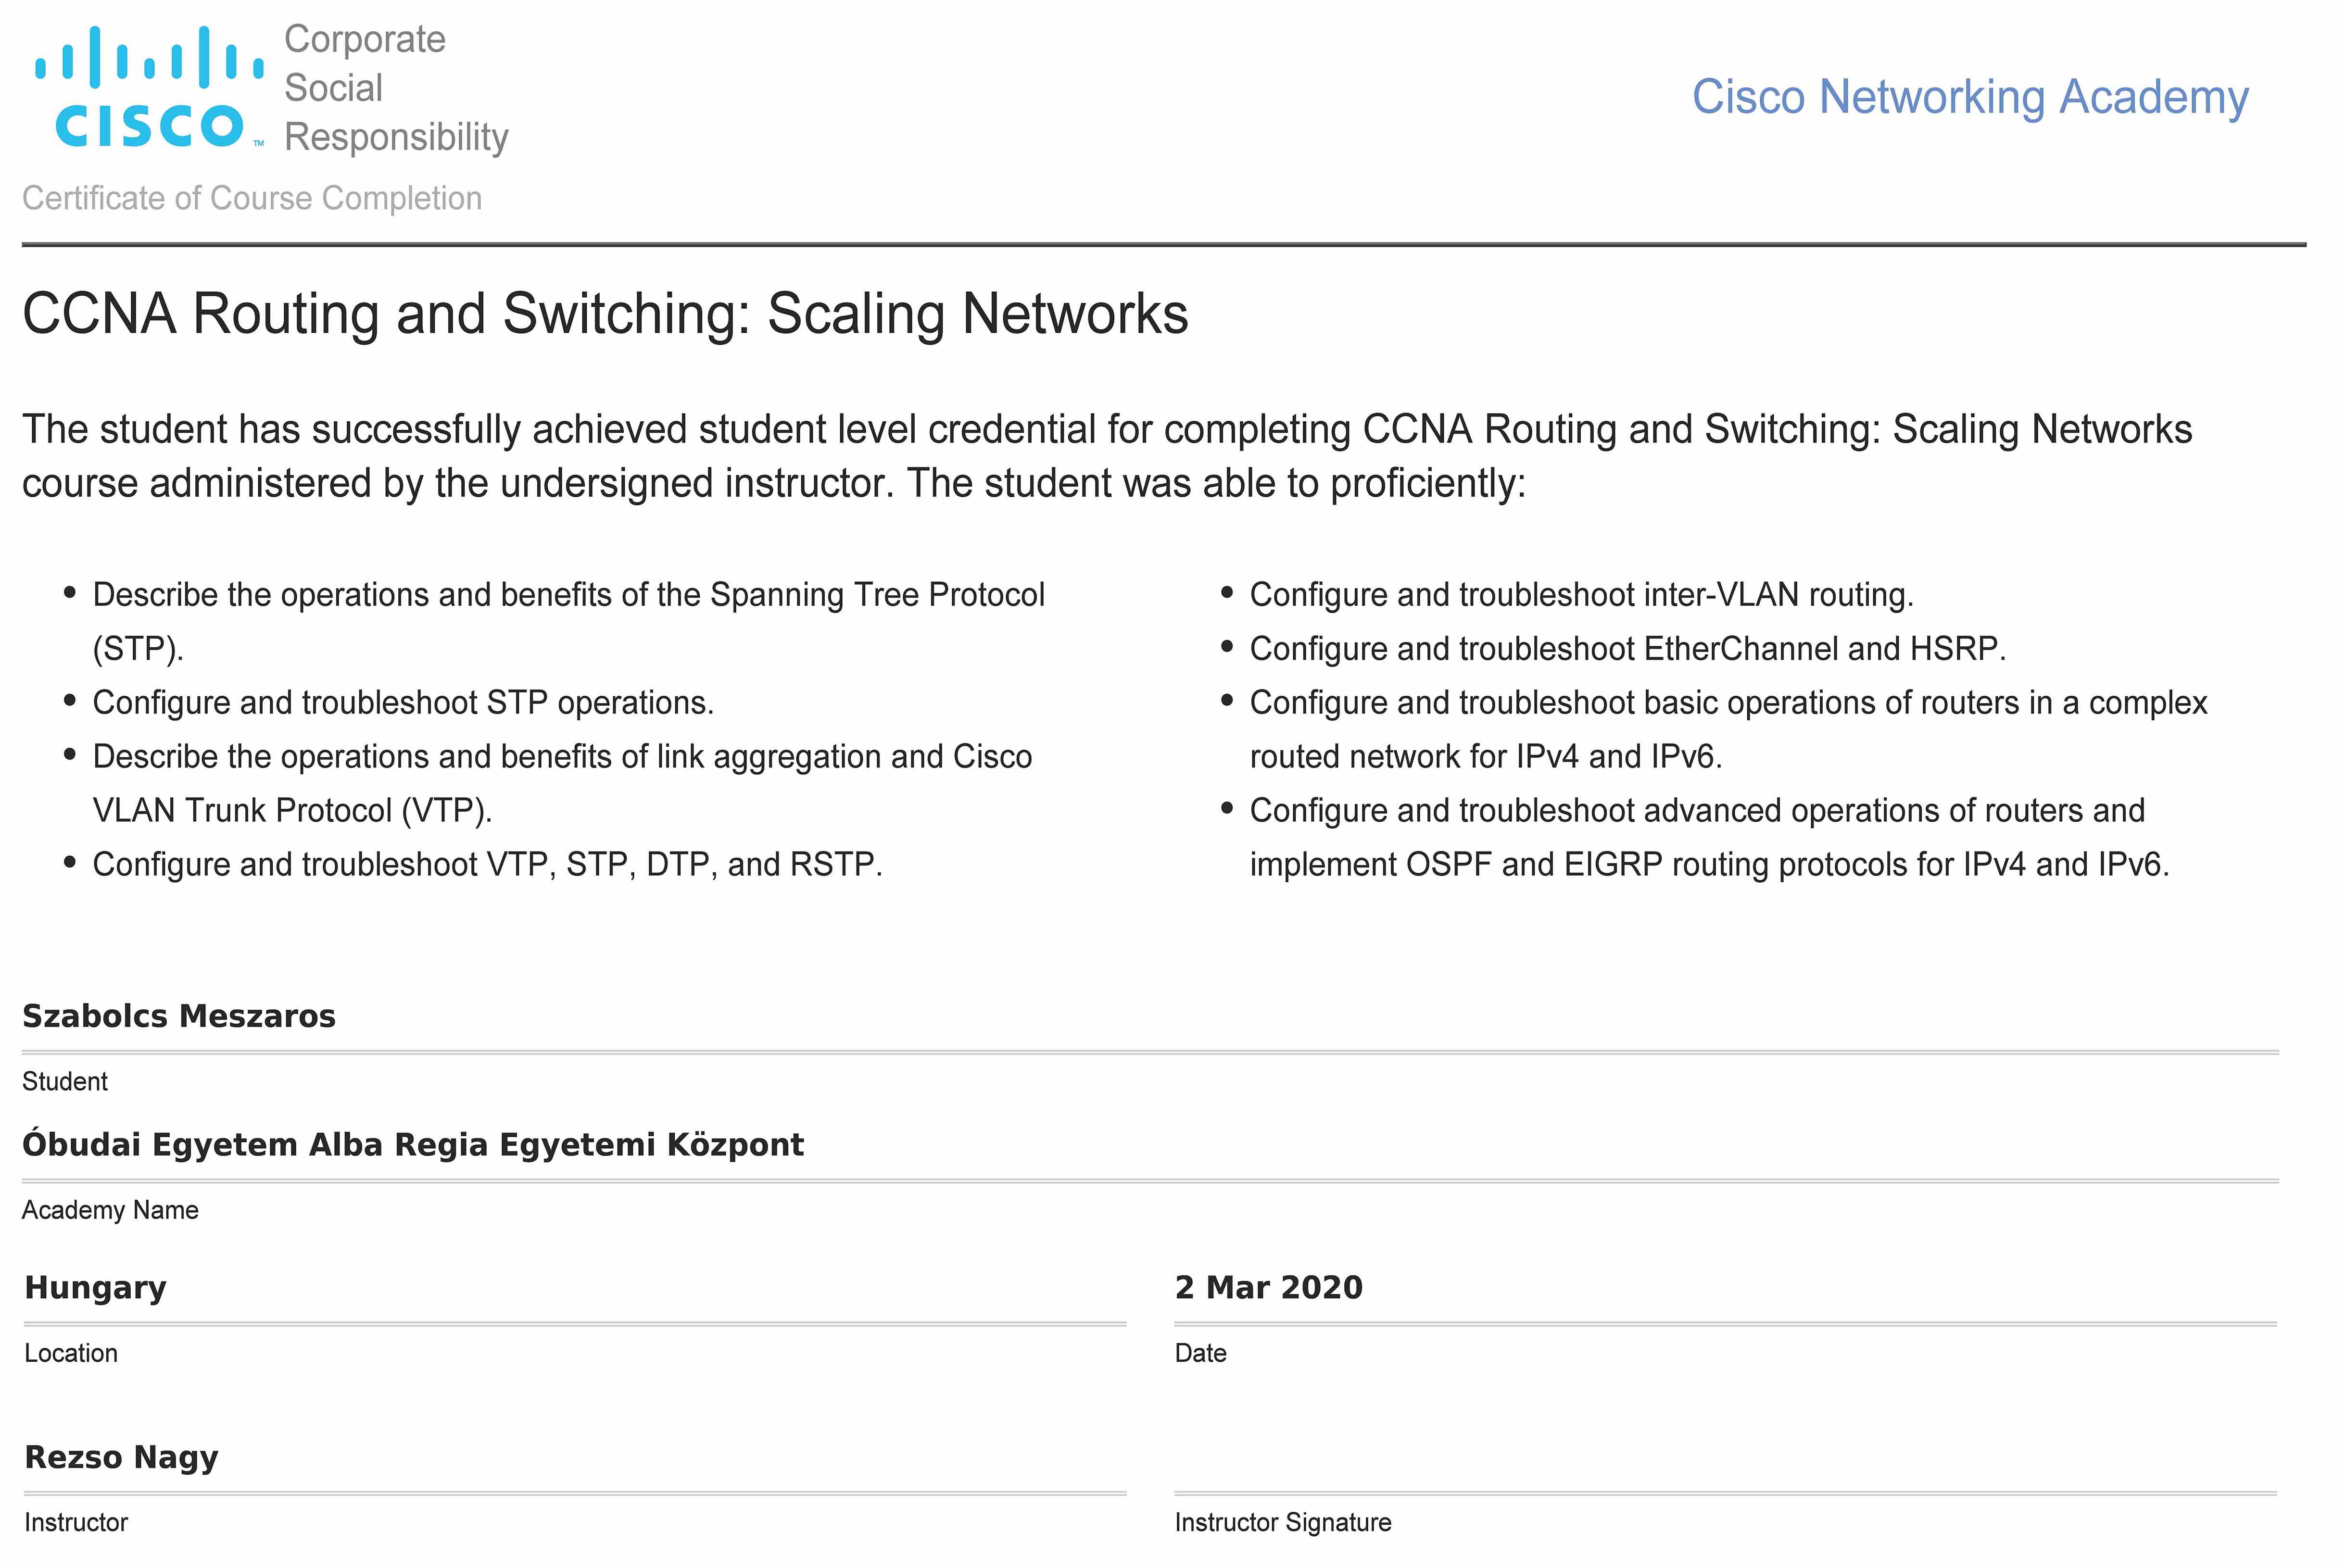 Corporate
Social
Responsibility
CISCO™
Cisco Networking Academy
Certificate of Course Completion
CCNA Routing and Switching: Scaling Networks
The student has successfully achieved student level credential for completing CCNA Routing and Switching: Scaling Networks
course administered by the undersigned instructor. The student was able to proficiently:
• Describe the operations and benefits of the Spanning Tree Protocol
(STP).
• Configure and troubleshoot STP operations.
• Describe the operations and benefits of link aggregation and Cisco
VLAN Trunk Protocol (VTP).
• Configure and troubleshoot VTP, STP, DTP, and RSTP.
• Configure and troubleshoot inter-VLAN routing.
• Configure and troubleshoot EtherChannel and HSRP.
• Configure and troubleshoot basic operations of routers in a complex
routed network for IPv4 and IPv6.
• Configure and troubleshoot advanced operations of routers and
implement OSPF and EIGRP routing protocols for IPv4 and IPv6.
Szabolcs Meszaros
Student
Óbudai Egyetem Alba Regia Egyetemi Központ
Academy Name
Hungary
Location
2 Mar 2020
Date
Rezso Nagy
Instructor
Instructor Signature